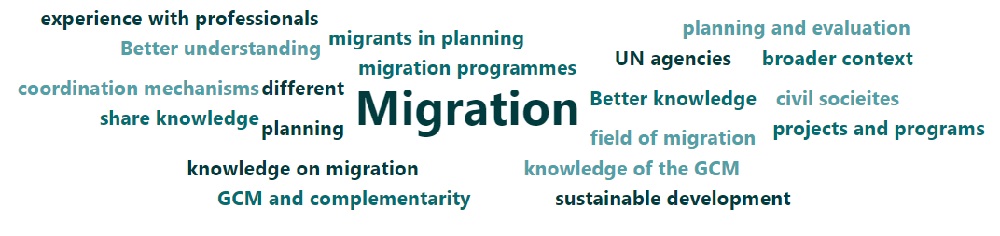 experience with professionals
planning and evaluation
Better understanding
migrants in planning
UN agencies
broader context
migration programmes
coordination mechanisms
different
Migration
Better knowledge
civil socieites
share knowledge
planning
field of migration
projects and programs
knowledge on migration
knowledge of the GCM
GCM and complementarity
sustainable development